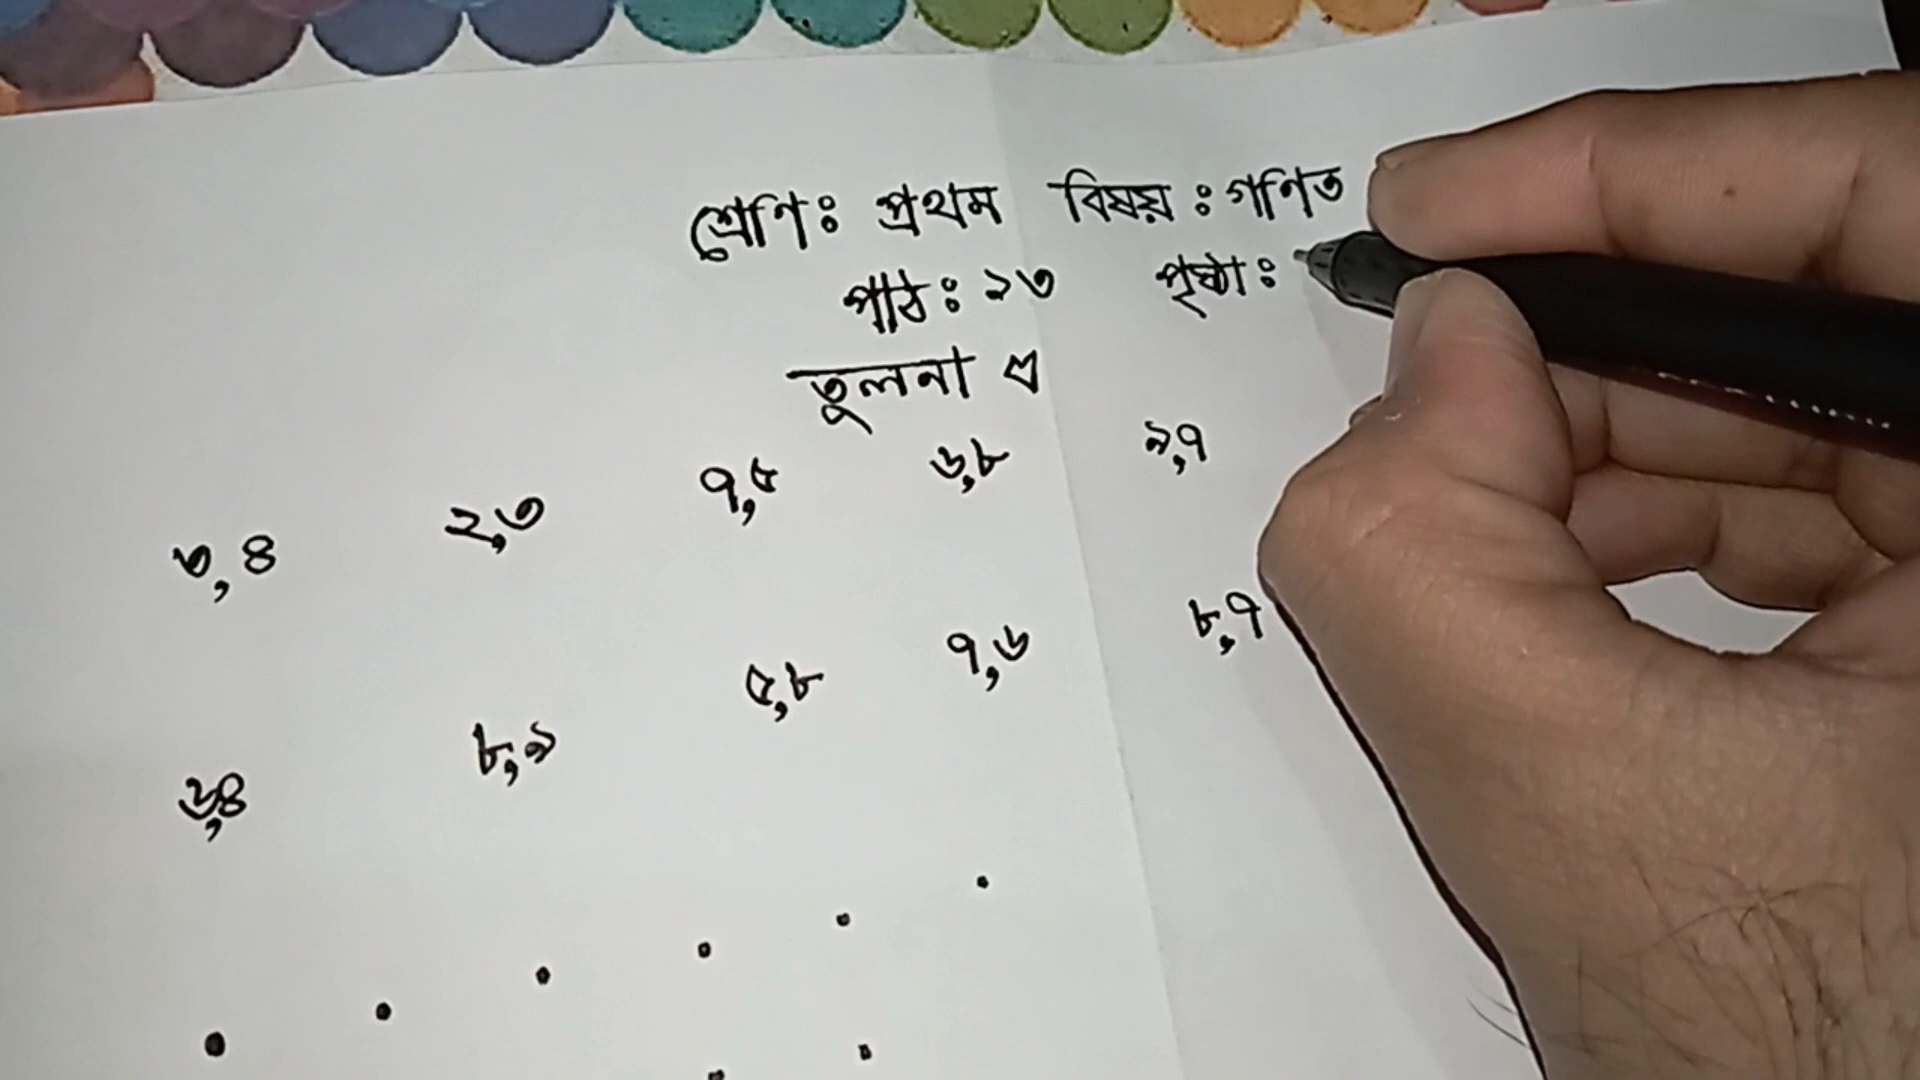 শ্রেণিঃ প্রথম বিষয়ঃ গণিত
পাঠঃ ১৩ পৃষ্ঠাঃ
তুলনা
৩,৪ ২,৩ ৭,৫ ৬,৮ ৯,৭
৬,৪ ৮,৯ ৫,৮ ৭,৬ ৮,৭